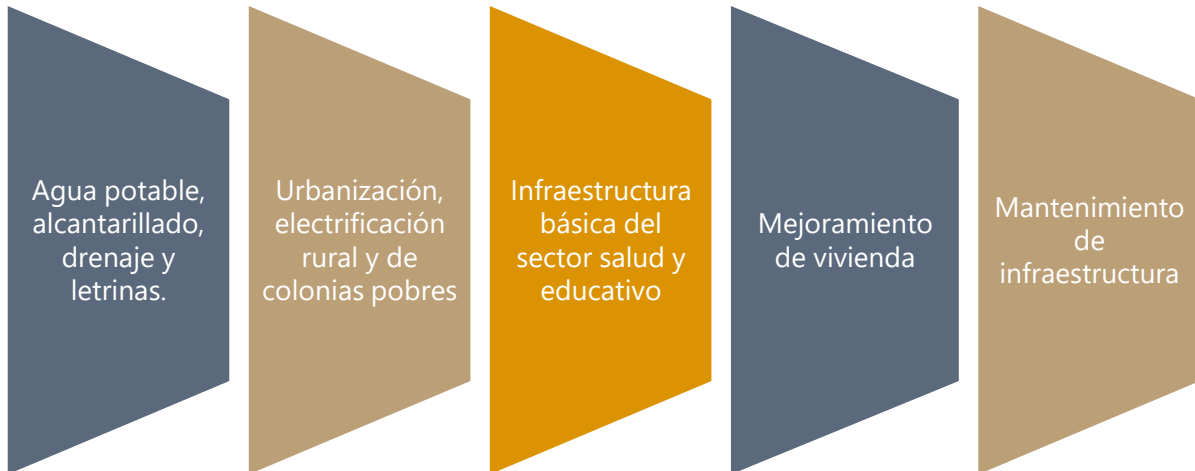 Agua potable,
alcantarillado,
drenaje y
letrinas.
Urbanización,
electrificación
rural y de
colonias pobres
Infraestructura
básica del
sector salud y
educativo
Mejoramiento
de vivienda
Mantenimiento
de
infraestructura